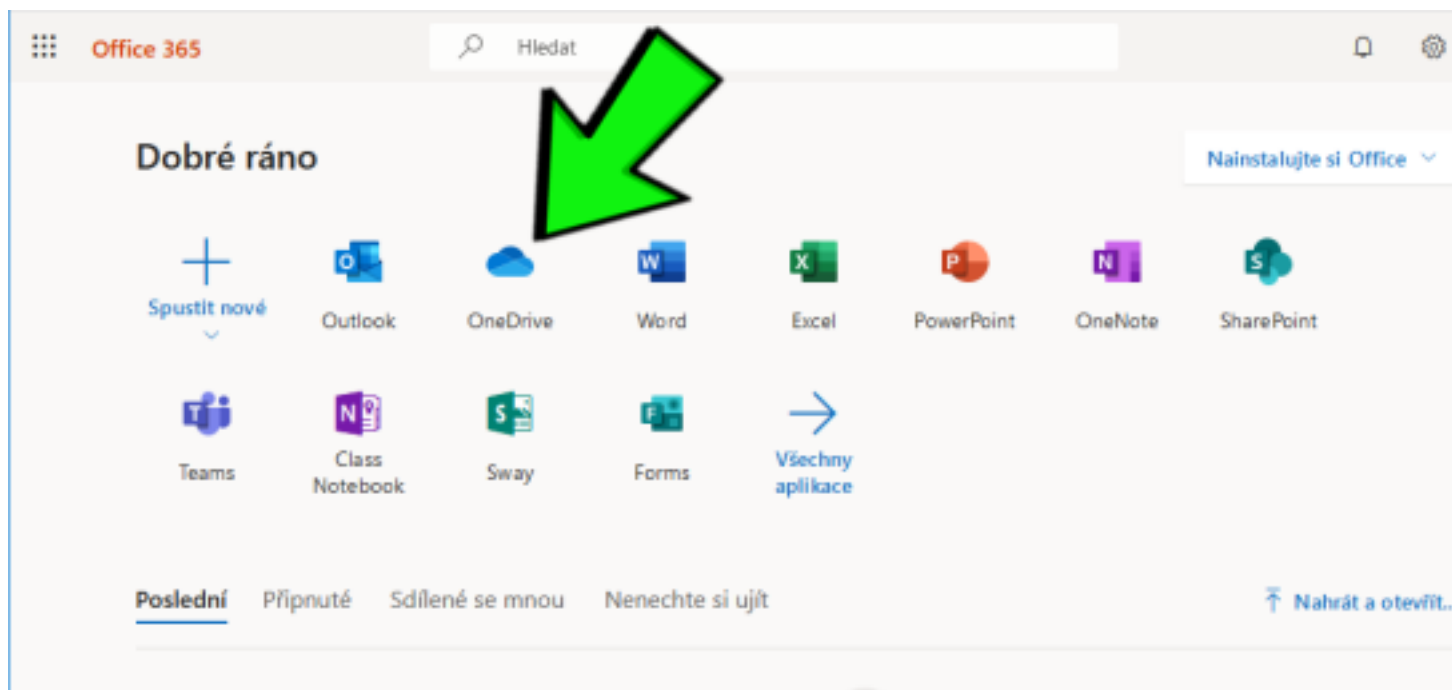 Office 365
Hledat
Dobré ráno
Nainstalujte si Office
Spustit nové
Outlook
OneDrive
Word
Excel
PowerPoint
OneNote
SharePoint
Teams
Class
Notebook
Sway
Forms
Všechny
aplikace
Poslední Připnuté Sdílené se mnou Nenechte si ujít
Nahrát a otevřít...